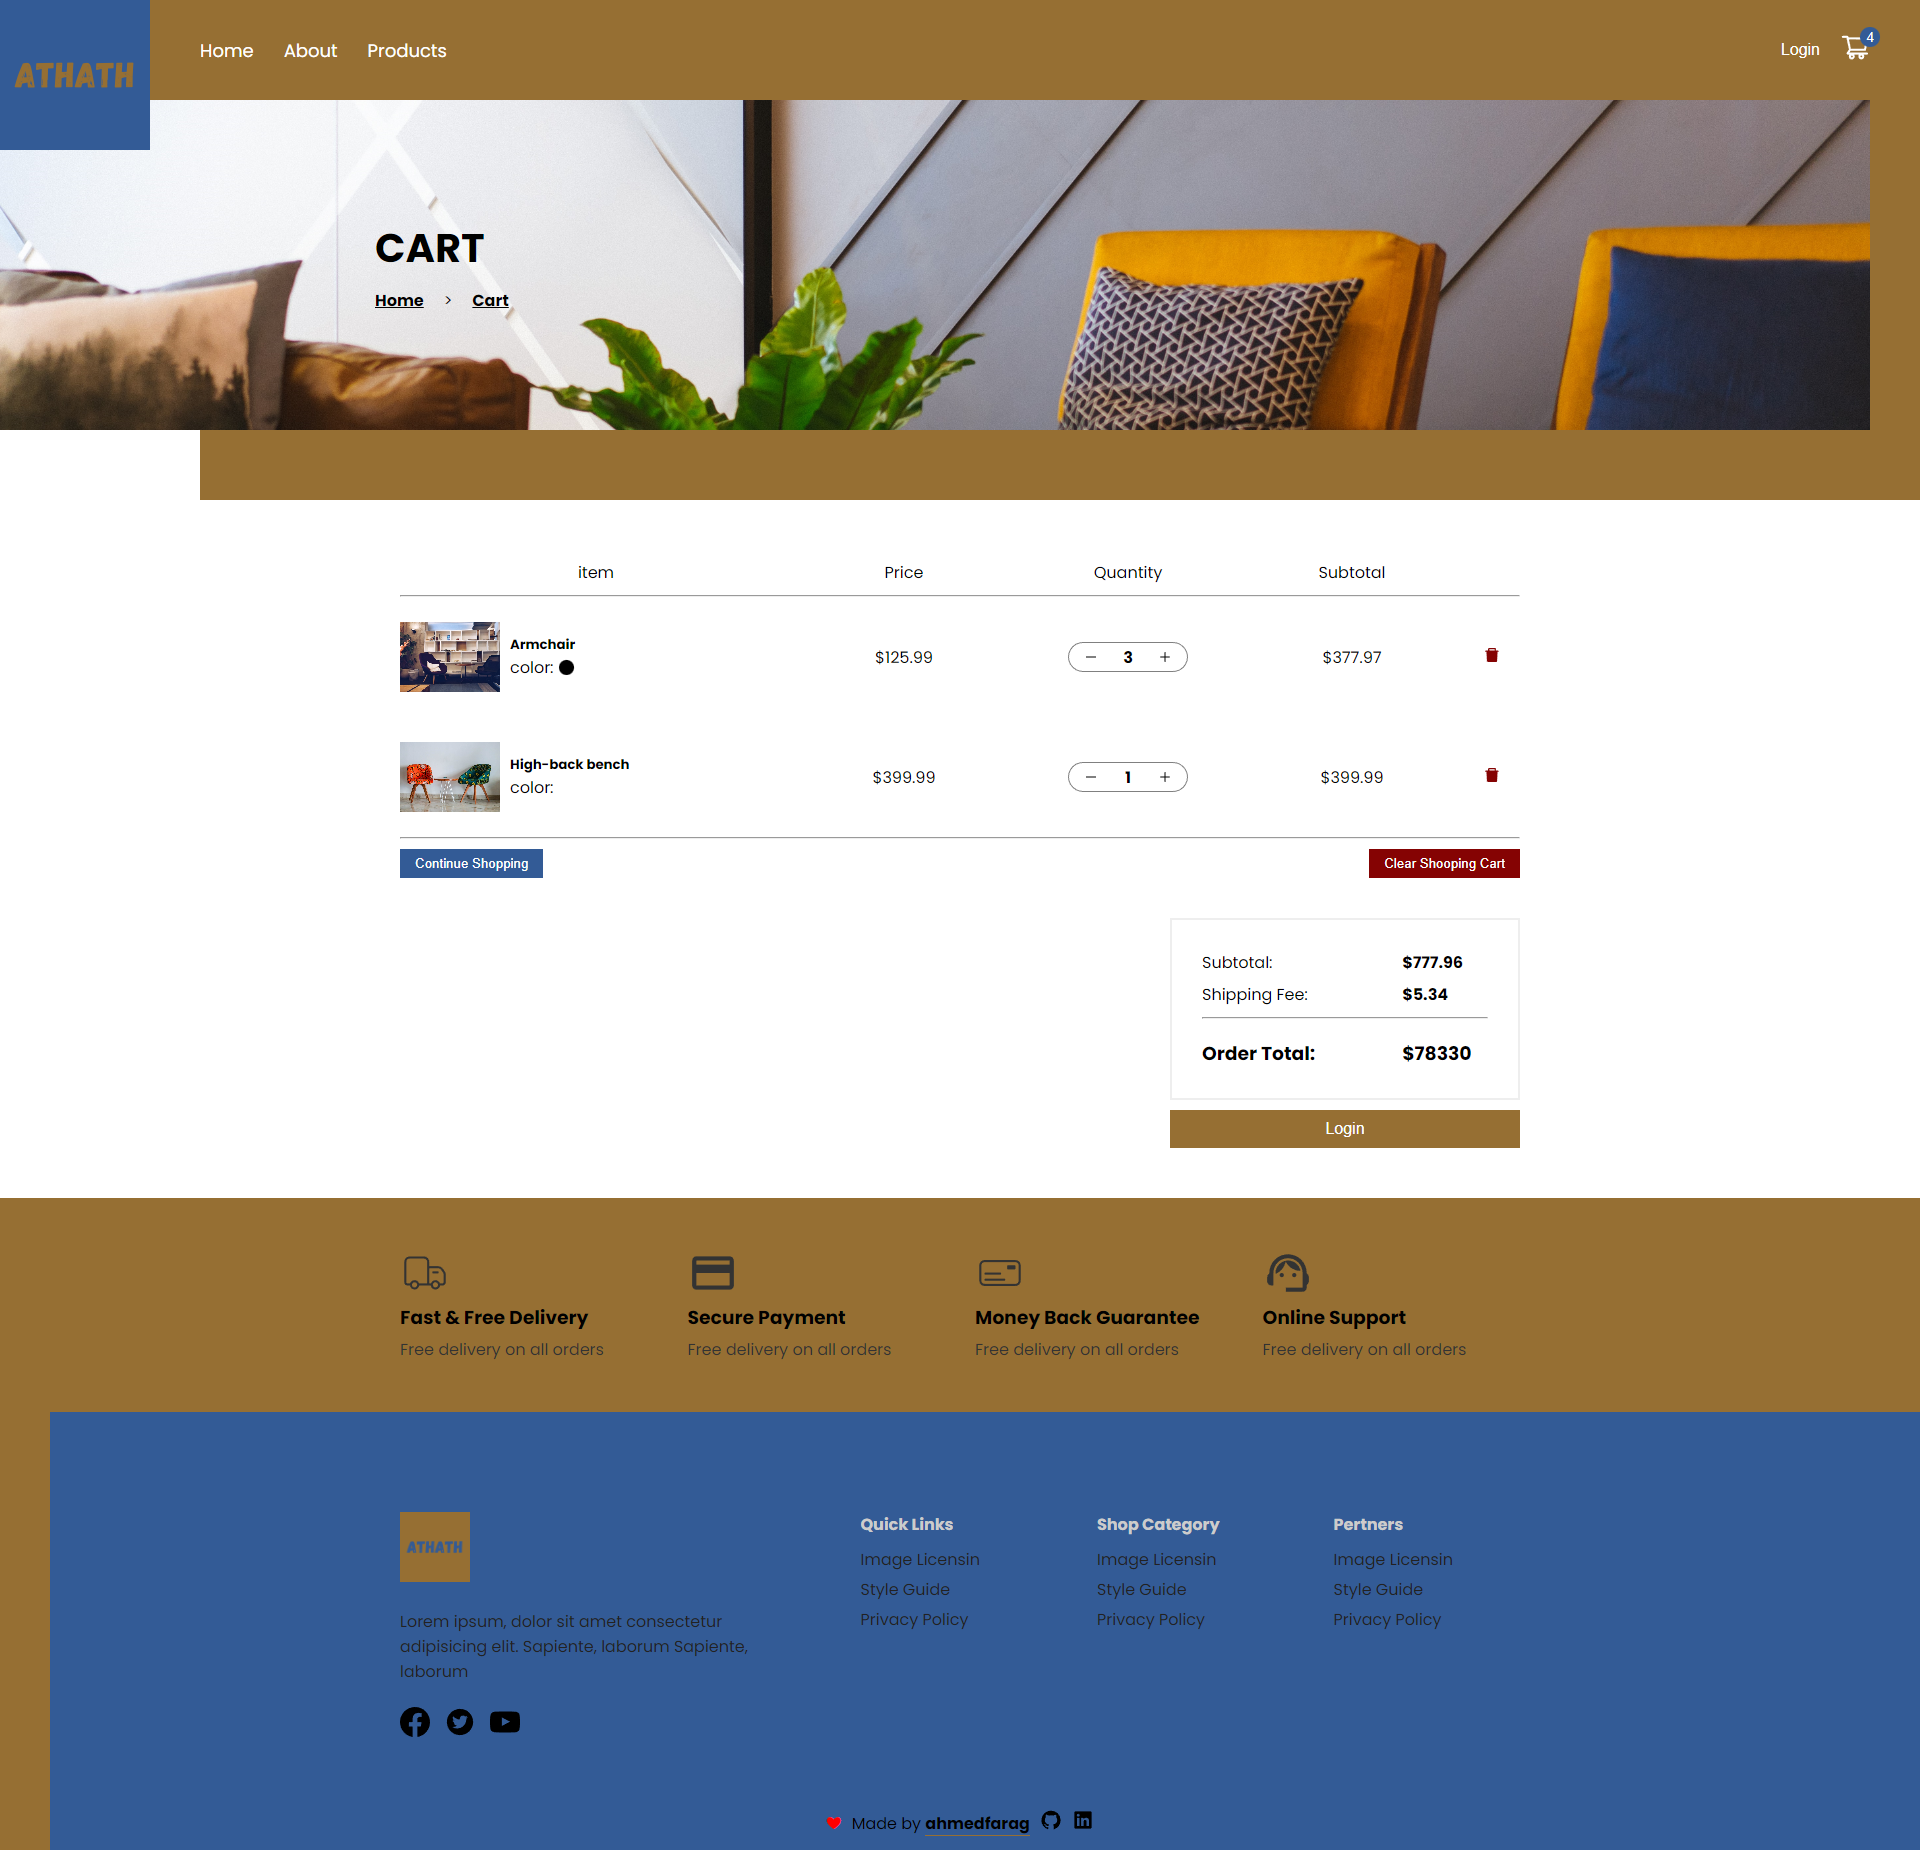 ATHATH
Home About Products
Login 4
CART
Home > Cart
item Price Quantity Subtotal
Armchair
color:
$125.99 − 3 + $377.97
High-back bench
color:
$399.99 − 1 + $399.99
Continue Shopping Clear Shooping Cart
Subtotal: $777.96
Shipping Fee: $5.34
Order Total: $78330
Login
Fast & Free Delivery
Free delivery on all orders
Secure Payment
Free delivery on all orders
Money Back Guarantee
Free delivery on all orders
Online Support
Free delivery on all orders
ATHATH
Lorem ipsum, dolor sit amet consectetur
adipisicing elit. Sapiente, laborum Sapiente,
laborum
Quick Links
Image Licensin
Style Guide
Privacy Policy
Shop Category
Image Licensin
Style Guide
Privacy Policy
Pertners
Image Licensin
Style Guide
Privacy Policy
Made by ahmedfarag